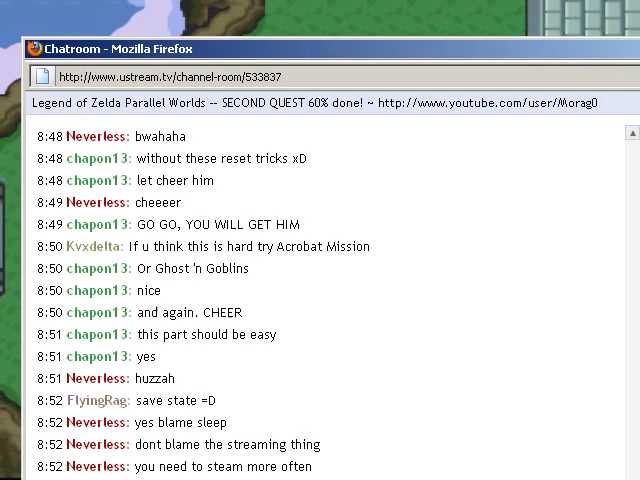 Chatroom - Mozilla Firefox
http://www.ustream.tv/channel-room/533837
Legend of Zelda Parallel Worlds -- SECOND QUEST 60% done! ~ http://www.youtube.com/user/Morag0
8:48 Neverless: bwahaha
8:48 chapon13: without these reset tricks xD
8:48 chapon13: let cheer him
8:49 Neverless: cheeeer
8:49 chapon13: GO GO, YOU WILL GET HIM
8:50 Kvxdelta: If u think this is hard try Acrobat Mission
8:50 chapon13: Or Ghost 'n Goblins
8:50 chapon13: nice
8:50 chapon13: and again, CHEER
8:51 chapon13: this part should be easy
8:51 chapon13: yes
8:51 Neverless: huzzah
8:52 FlyingRag: save state =D
8:52 Neverless: yes blame sleep
8:52 Neverless: dont blame the streaming thing
8:52 Neverless: you need to steam more often